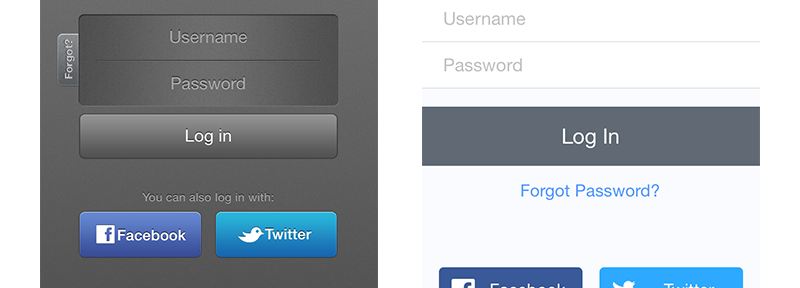 Forgot?
Username
Password
Log in
You can also log in with:
Facebook
Twitter
Username
Password
Log In
Forgot Password?
Facebook
Twitter